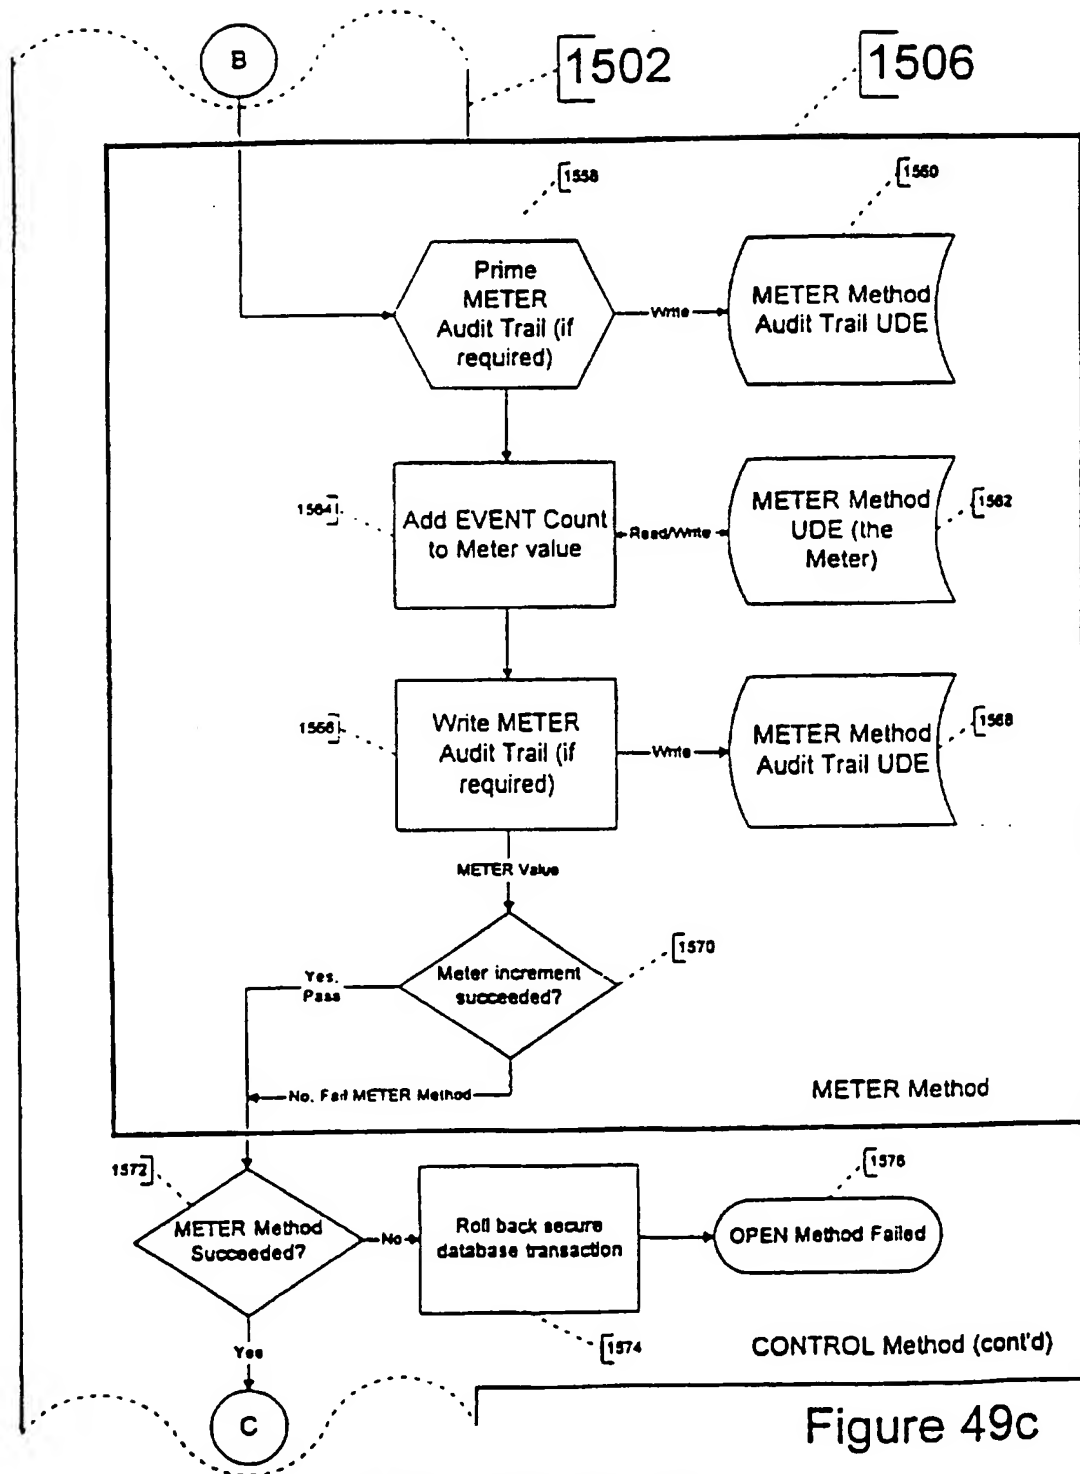 B
1502
1506
1558
1560
Prime
METER
Audit Trail (if
required)
Write
METER Method
Audit Trail UDE
1564
Add EVENT Count
to Meter value
Read/Write
METER Method
UDE (the
Meter)
1562
1566
Write METER
Audit Trail (if
required)
Write
METER Method
Audit Trail UDE
1568
METER Value
Meter increment
succeeded?
1570
Yes,
Pass
No, Fail METER Method
METER Method
1572
METER Method
Succeeded?
No
Roll back secure
database transaction
1576
OPEN Method Failed
1574
Yes
CONTROL Method (cont'd)
C
Figure 49c